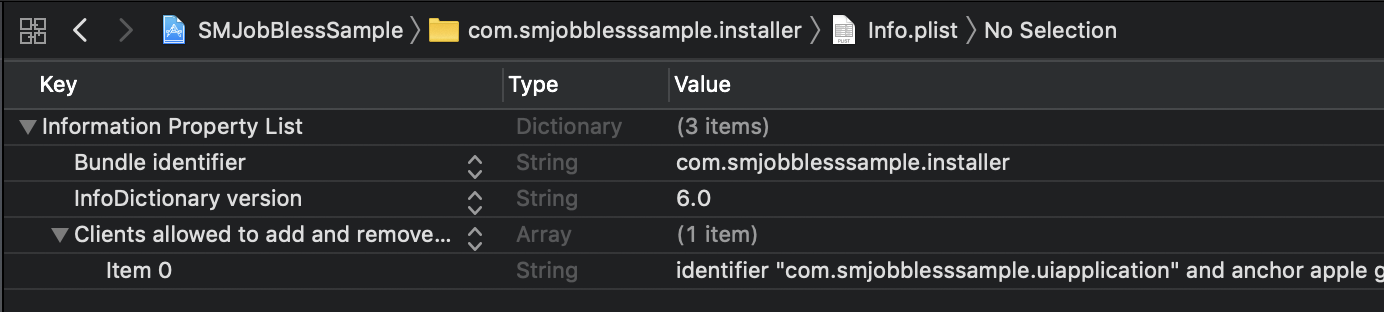 SMJobBlessSample com.smjobblesssample.installer Info.plist No Selection
Key Type Value
Information Property List Dictionary (3 items)
Bundle identifier String com.smjobblesssample.installer
InfoDictionary version String 6.0
Clients allowed to add and remove... Array (1 item)
Item 0 String identifier "com.smjobblesssample.uiapplication" and anchor apple g